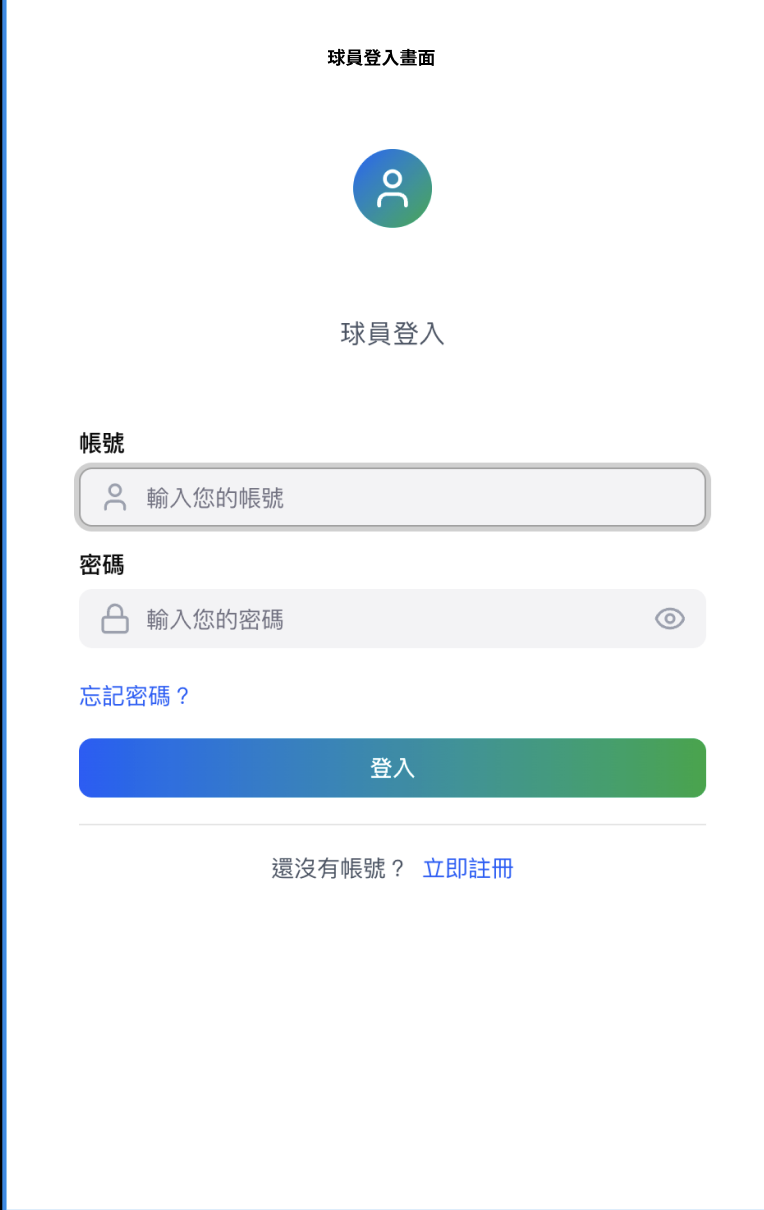 球員登入畫面
球員登入
帳號
輸入您的帳號
密碼
輸入您的密碼
忘記密碼？
登入
還沒有帳號？ 立即註冊